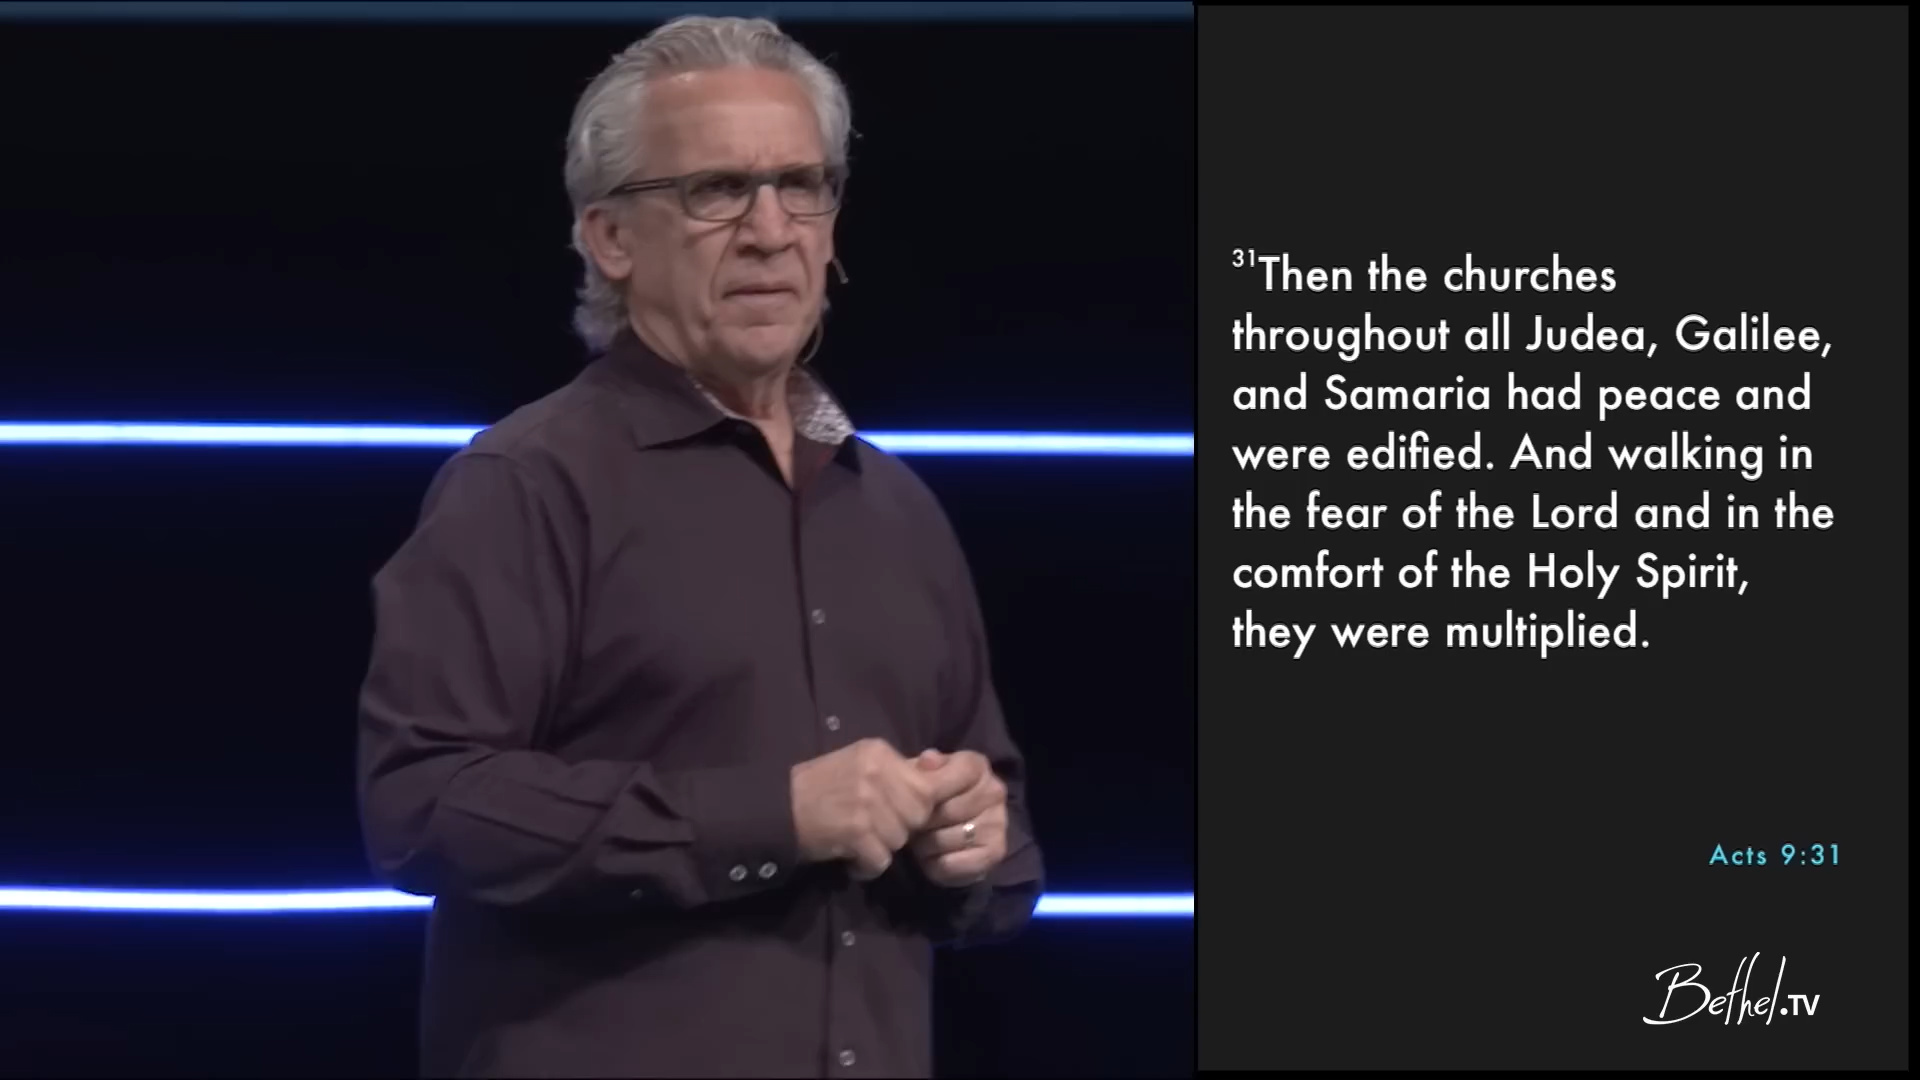 31Then the churches
throughout all Judea, Galilee,
and Samaria had peace and
were edified. And walking in
the fear of the Lord and in the
comfort of the Holy Spirit,
they were multiplied.
Acts 9:31
Bethel.TV